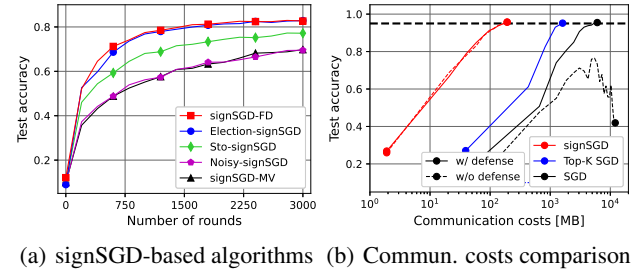 Test accuracy
0.8
0.6
0.4
0.2
signSGD-FD
Election-signSGD
Sto-signSGD
Noisy-signSGD
signSGD-MV
0 750 1500 2250 3000
Number of rounds
(a) signSGD-based algorithms
Test accuracy
1.0
0.8
0.6
0.4
0.2
w/ defense
w/o defense
signSGD
Top-K SGD
SGD
10^0 10^1 10^2 10^3 10^4
Communication costs [MB]
(b) Commun. costs comparison